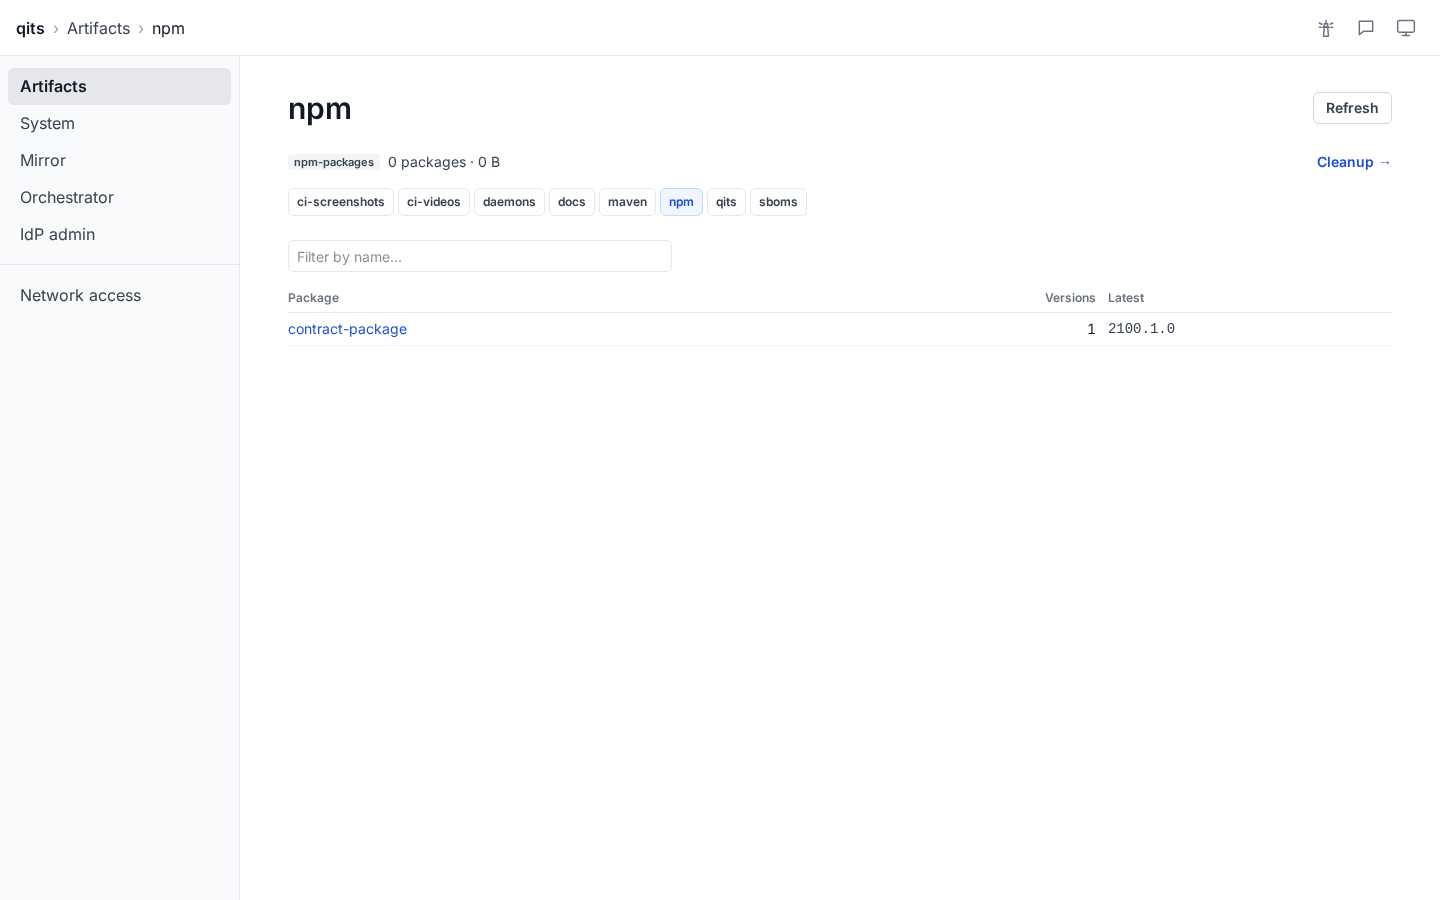 qits › Artifacts › npm
Artifacts
System
Mirror
Orchestrator
IdP admin
Network access
npm
Refresh
npm-packages 0 packages · 0 B
Cleanup →
ci-screenshots ci-videos daemons docs maven npm qits sboms
Filter by name...
Package Versions Latest
contract-package 1 2100.1.0